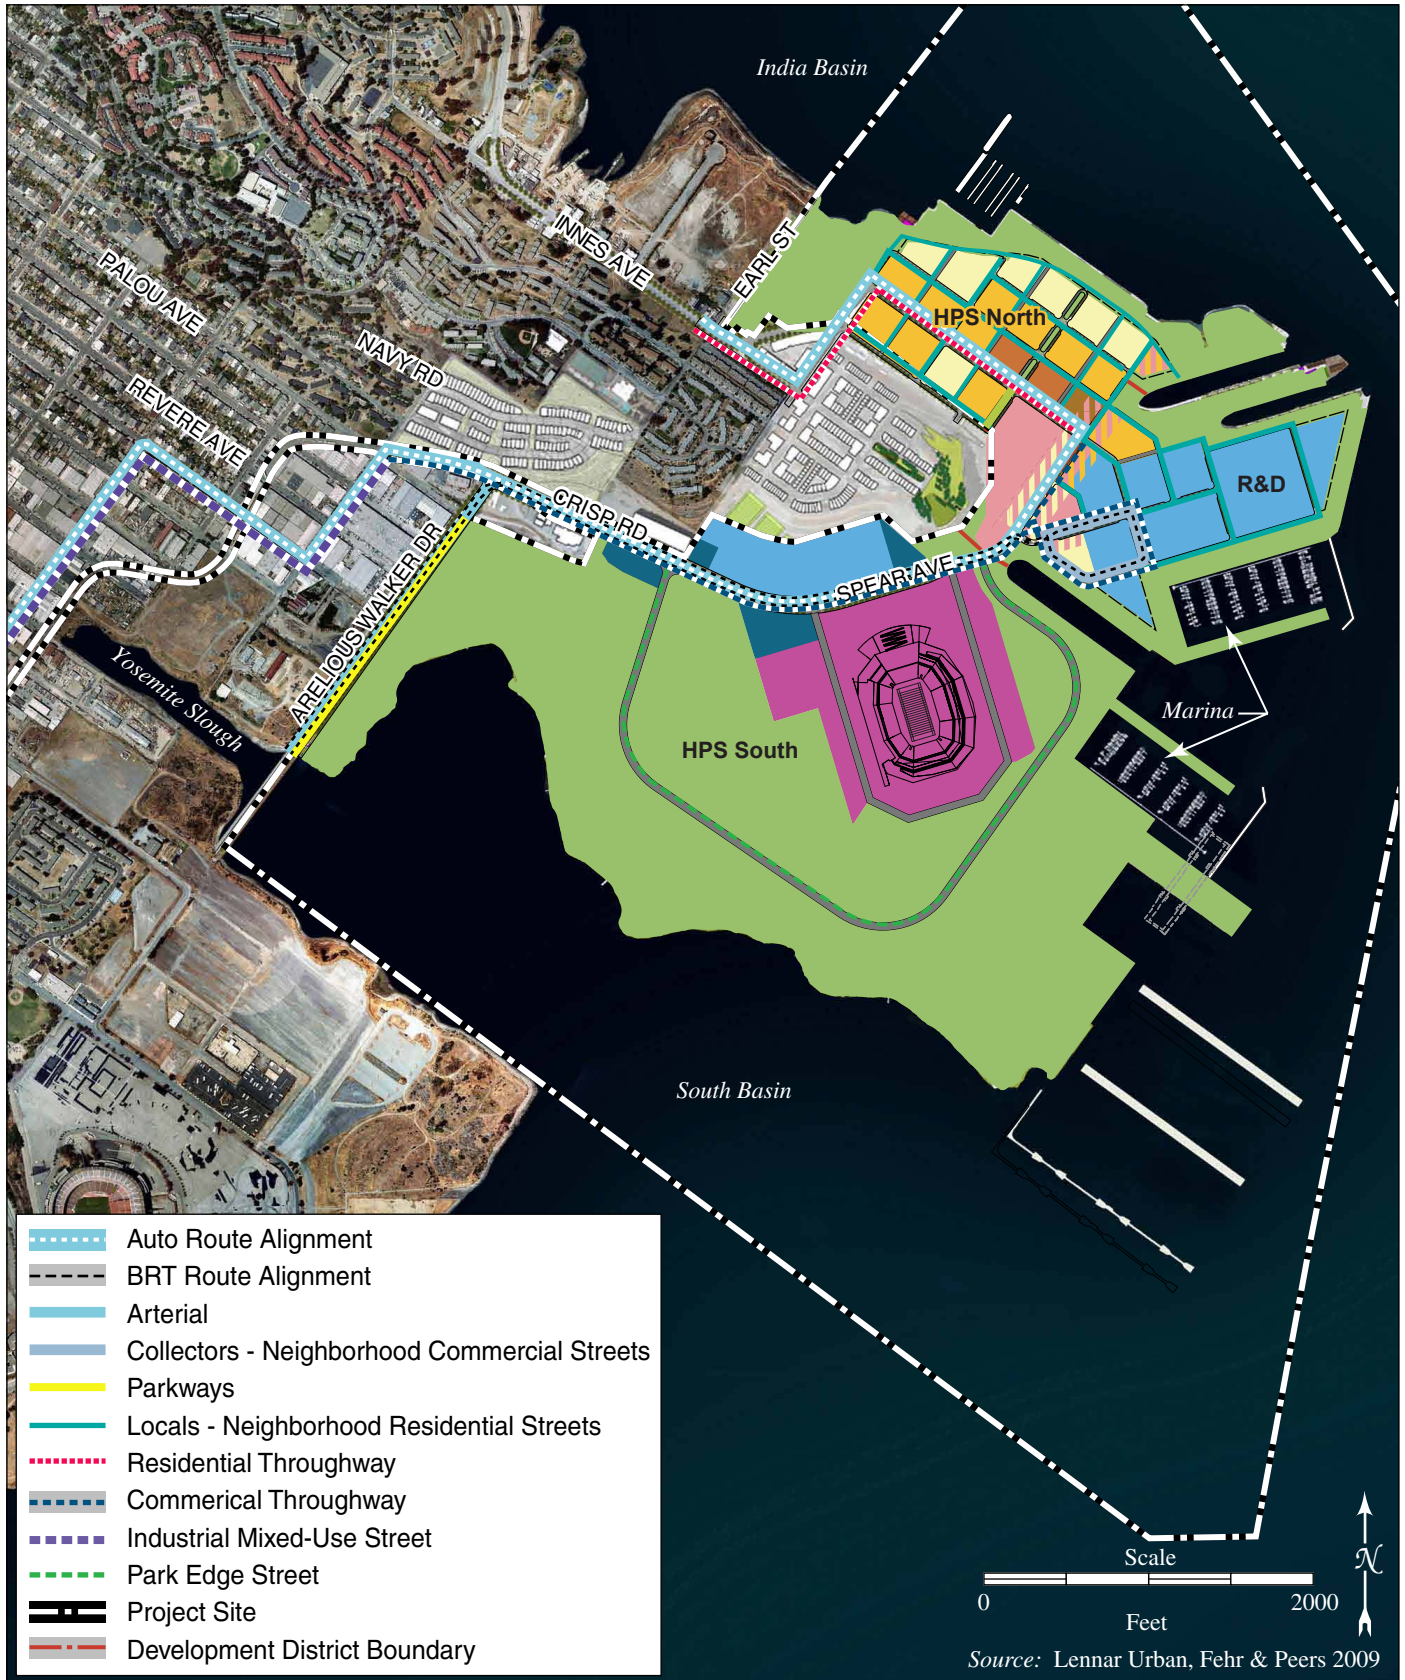 India Basin
INNES AVE
EARL ST
PALOU AVE
NAVY RD
HPS North
REVERE AVE
R&D
CRISP RD
SPEAR AVE
ARELIOUS WALKER DR
Yosemite Slough
Marina
HPS South
South Basin
Auto Route Alignment
BRT Route Alignment
Arterial
Collectors - Neighborhood Commercial Streets
Parkways
Locals - Neighborhood Residential Streets
Residential Throughway
Commerical Throughway
Industrial Mixed-Use Street
Park Edge Street
Project Site
Development District Boundary
Scale
0 2000
Feet
N
Source: Lennar Urban, Fehr & Peers 2009